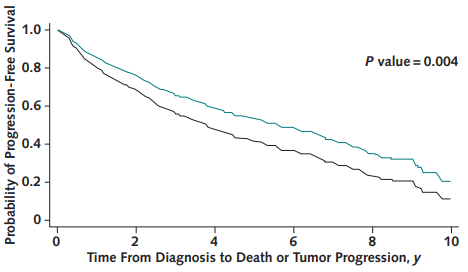 Probability of Progression-Free Survival
1.0
0.8
0.6
0.4
0.2
0
P value = 0.004
0 2 4 6 8 10
Time From Diagnosis to Death or Tumor Progression, y